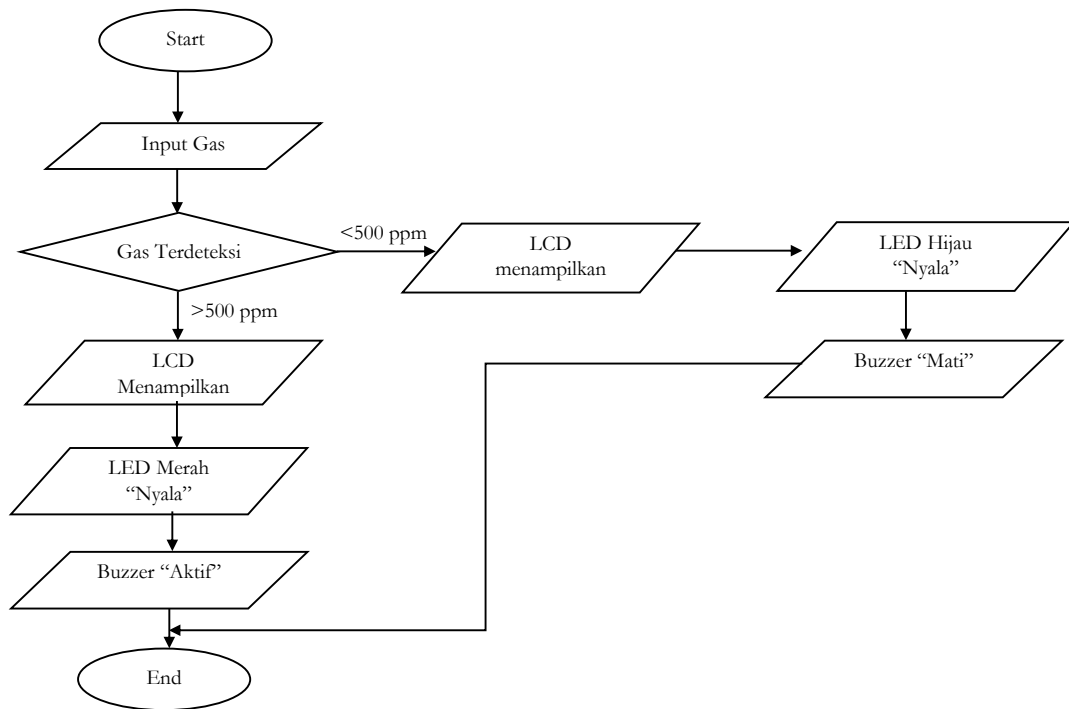 Start
Input Gas
Gas Terdeteksi
<500 ppm
LCD
menampilkan
LED Hijau
“Nyala”
Buzzer “Mati”
>500 ppm
LCD
Menampilkan
LED Merah
“Nyala”
Buzzer “Aktif”
End